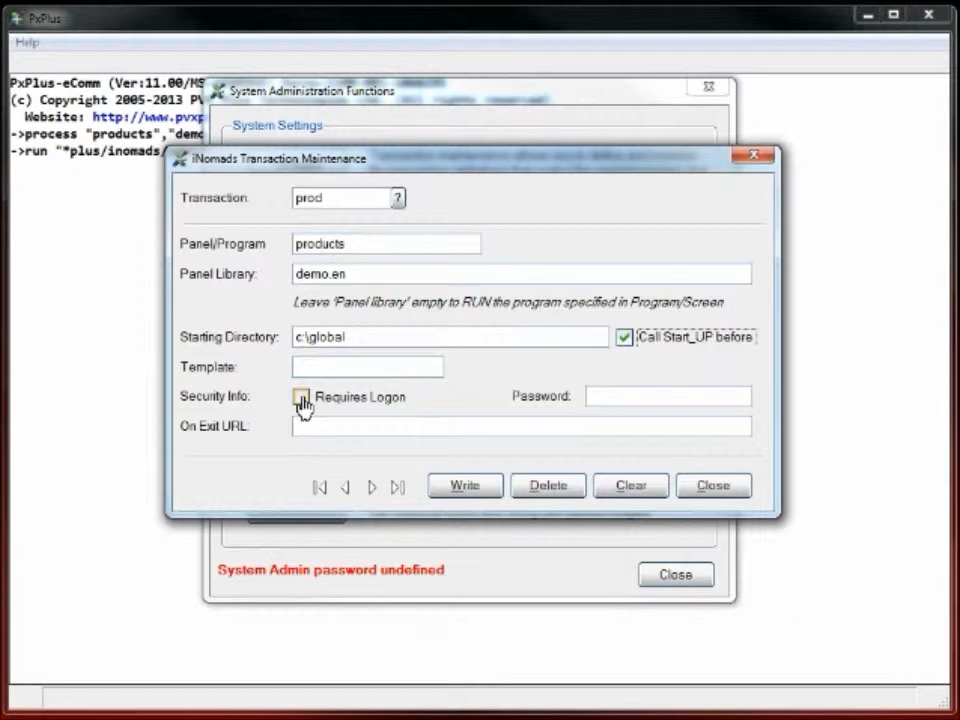 PxPlus
Help
PxPlus-eComm (Ver:11.00/MS
(c) Copyright 2005-2013 PV
Website: http://www.pvxp
->process "products","demo
->run "*plus/inomads/
System Administration Functions
System Settings
iNomads Transaction Maintenance
Transaction: prod ?
Panel/Program products
Panel Library: demo.en
Leave 'Panel library' empty to RUN the program specified in Program/Screen
Starting Directory: c:\global Call Start_UP before
Template:
Security Info: Requires Logon Password:
On Exit URL:
Write Delete Clear Close
System Admin password undefined
Close